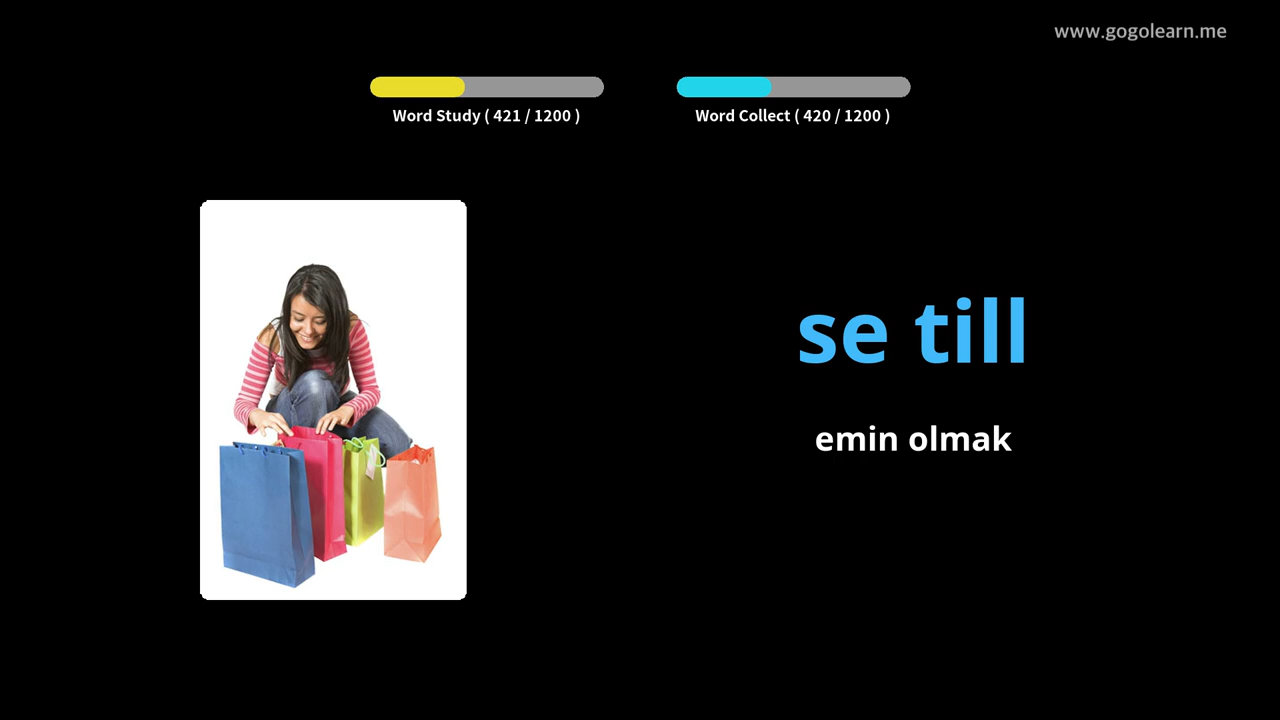 www.gogolearn.me
Word Study ( 421 / 1200 )
Word Collect ( 420 / 1200 )
se till
emin olmak